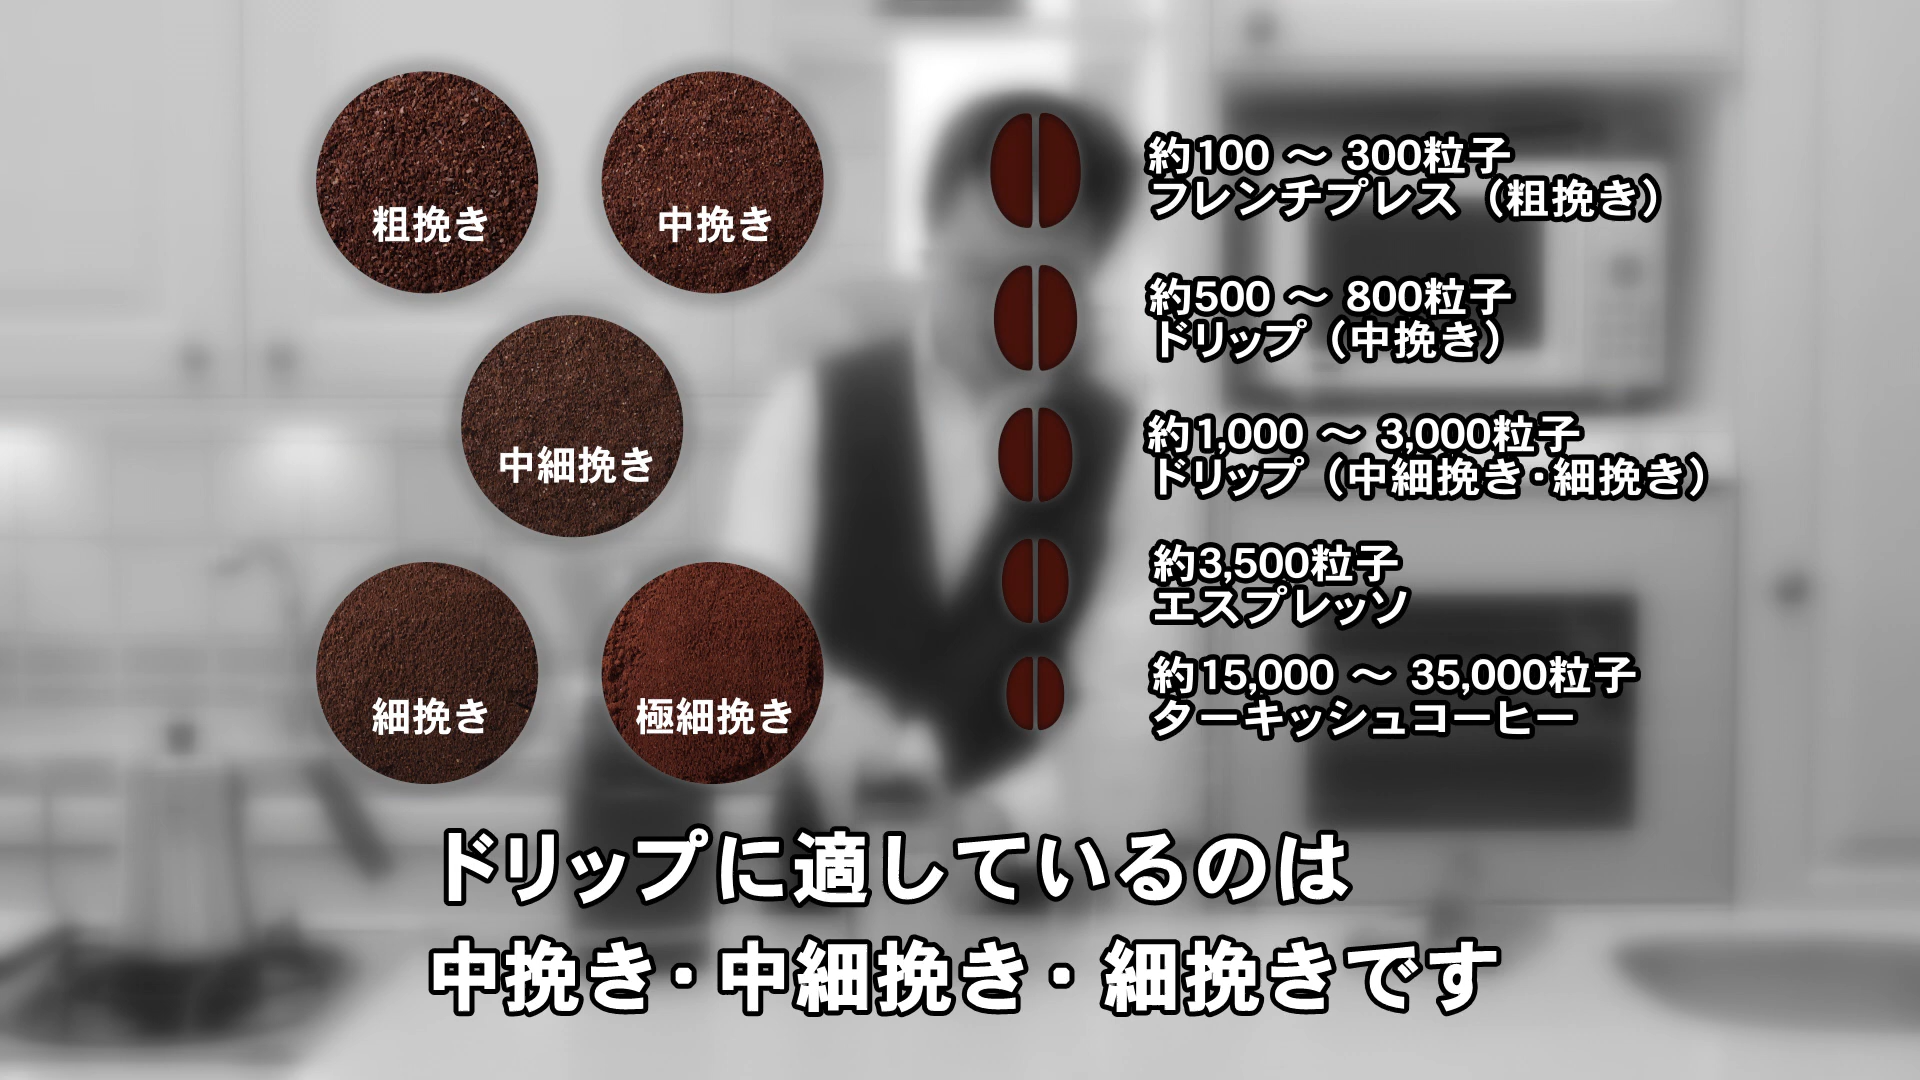 粗挽き
中挽き
中細挽き
細挽き
極細挽き
約100 ～ 300粒子
フレンチプレス（粗挽き）
約500 ～ 800粒子
ドリップ（中挽き）
約1,000 ～ 3,000粒子
ドリップ（中細挽き・細挽き）
約3,500粒子
エスプレッソ
約15,000 ～ 35,000粒子
ターキッシュコーヒー
ドリップに適しているのは
中挽き・中細挽き・細挽きです